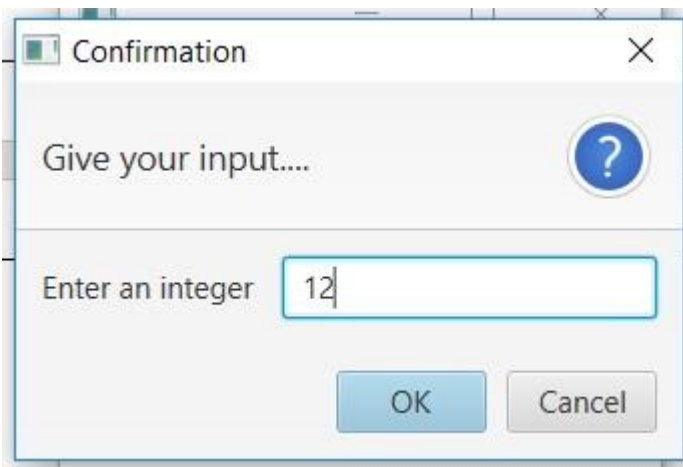 Confirmation
Give your input....
?
Enter an integer 12
OK Cancel